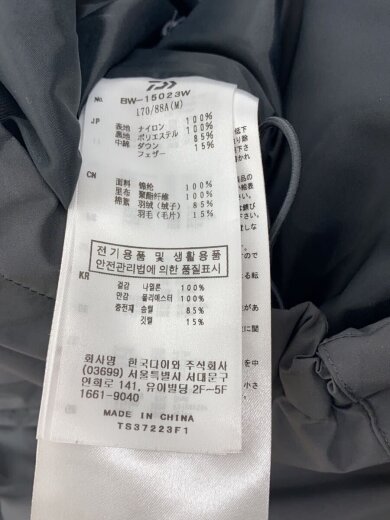 No. BW-15023W
170/88A(M)
JP
表地 ナイロン 100%
裏地 ポリエステル 100%
中綿 ダウン 85%
フェザー 15%
CN
面料 锦纶 100%
里布 聚酯纤维 100%
棉絮 羽绒(绒子) 85%
羽毛(毛片) 15%
전기용품 및 생활용품
안전관리법에 의한 품질표시
KR
겉감 나일론 100%
안감 폴리에스터 100%
충전재 솜털 85%
깃털 15%
회사명 한국다이와 주식회사
(03699) 서울특별시 서대문구
연희로 141, 유이빌딩 2F-5F
1661-9040
MADE IN CHINA
TS37223F1